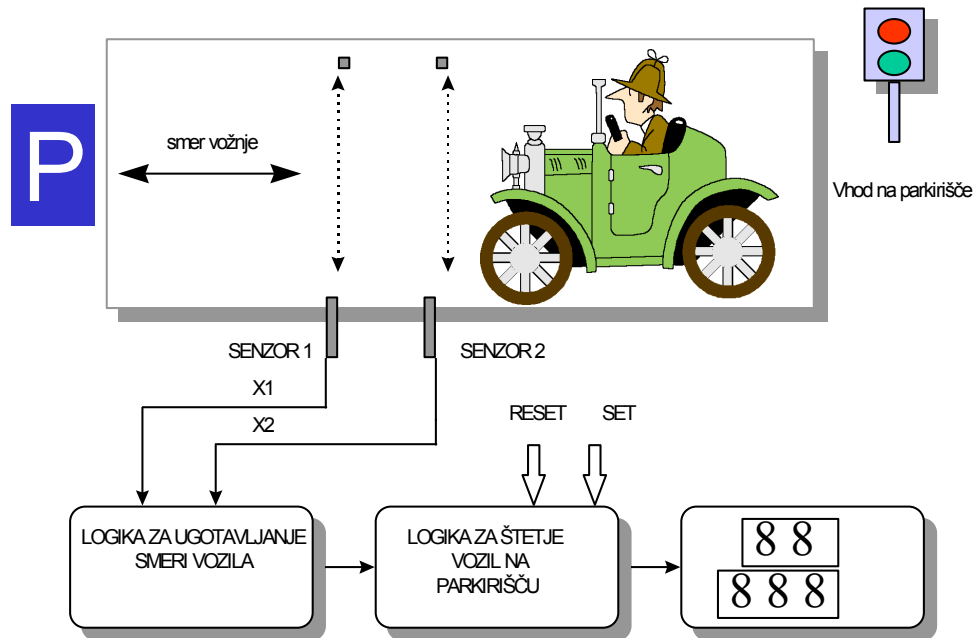 P
smer vožnje
Vhod na parkirišče
SENZOR 1
SENZOR 2
X1
X2
RESET
SET
LOGIKA ZA UGOTAVLJANJE
SMERI VOZILA
LOGIKA ZA ŠTETJE
VOZIL NA
PARKIRIŠČU
8 8
8 8 8